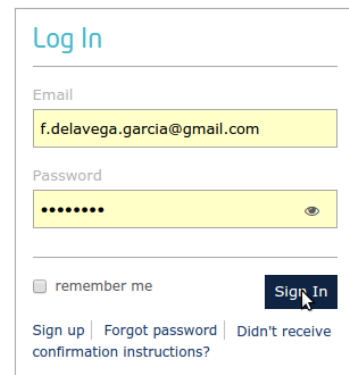 Log In
Email
f.delavega.garcia@gmail.com
Password
••••••••
remember me
Sign In
Sign up Forgot password Didn't receive
confirmation instructions?